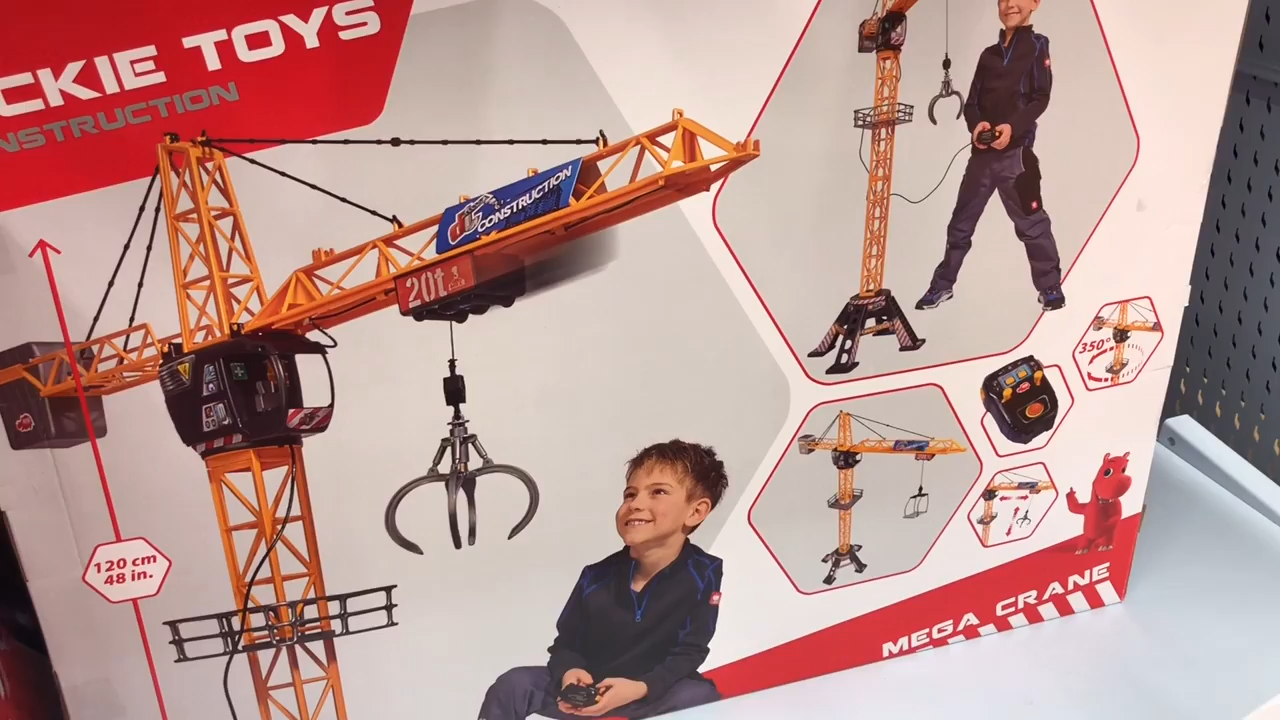 CKIE TOYS
NSTRUCTION
CONSTRUCTION
20t
120 cm
48 in.
350°
MEGA CRANE